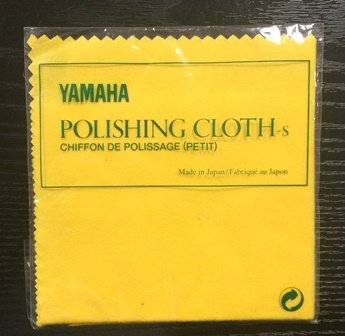 YAMAHA
POLISHING CLOTH-s
CHIFFON DE POLISSAGE (PETIT)
Made in Japan/Fabriqué au Japon